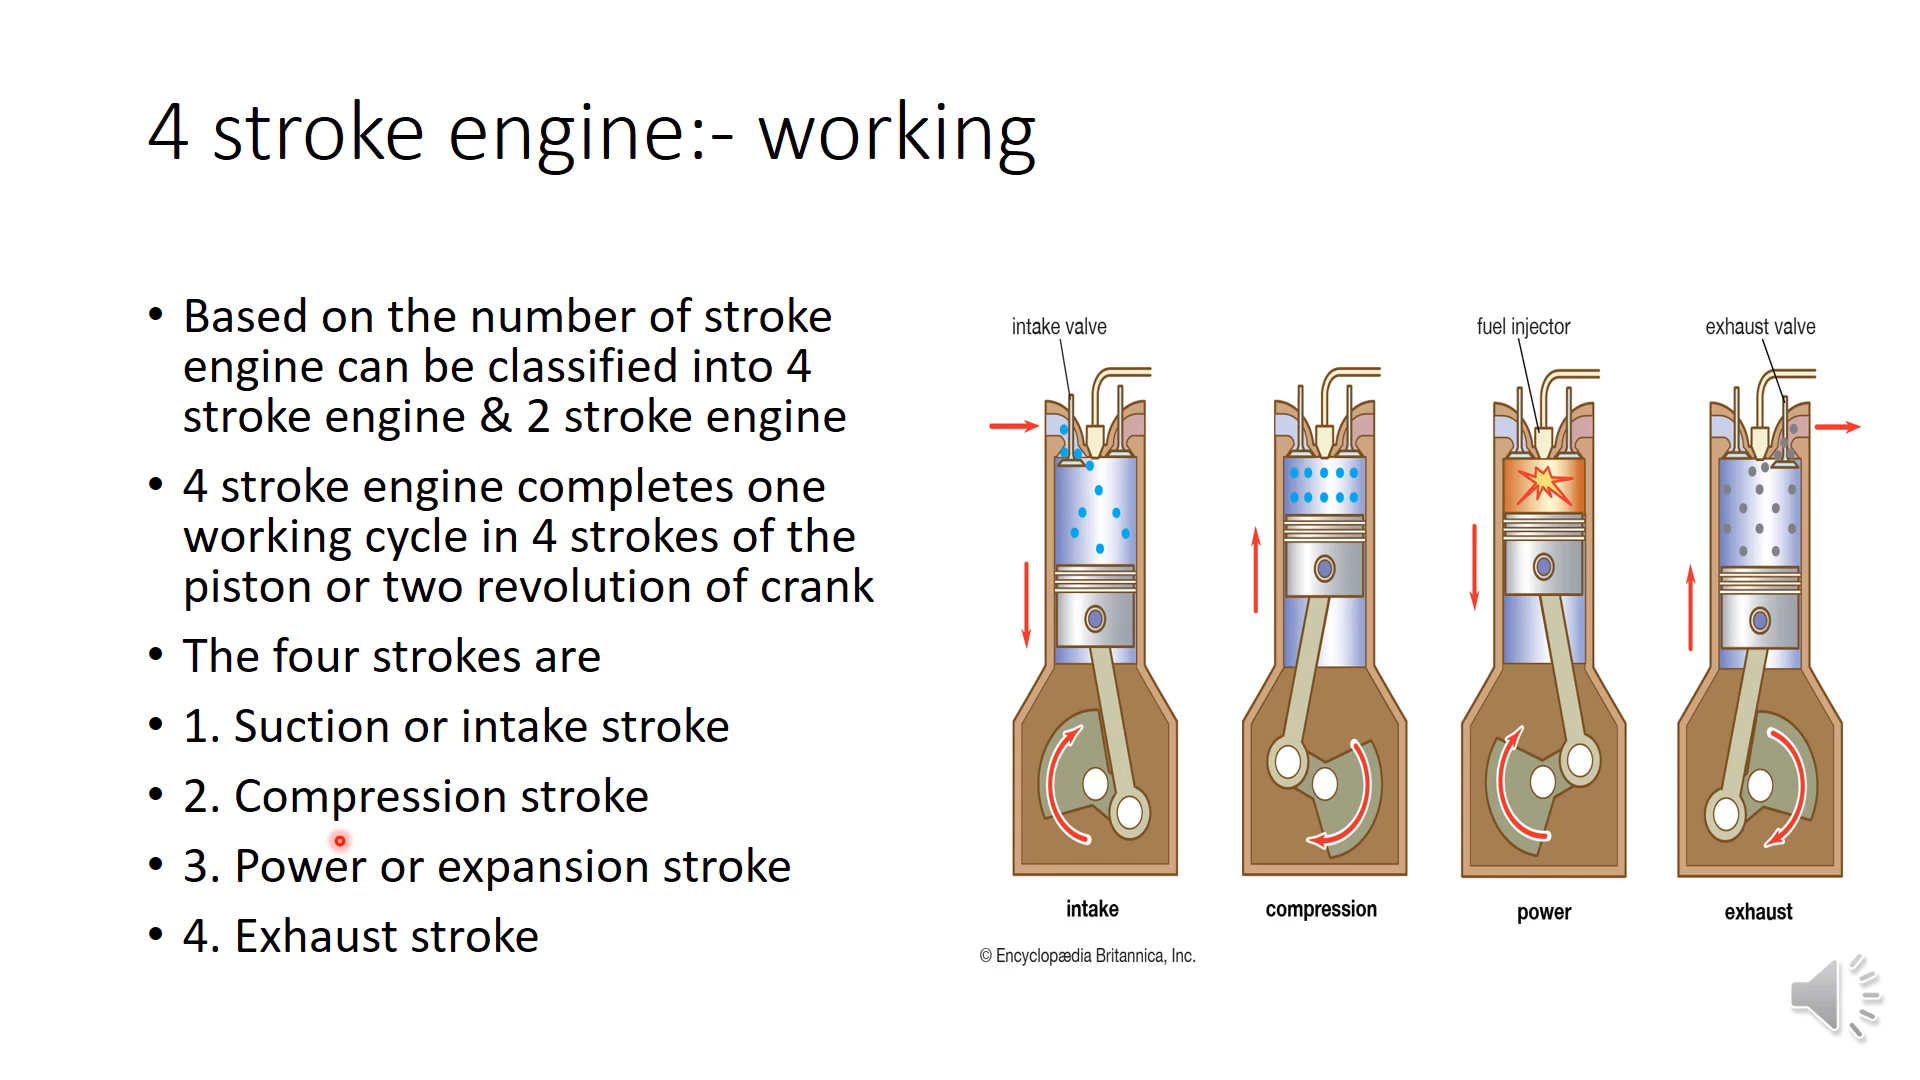 4 stroke engine:- working
• Based on the number of stroke
engine can be classified into 4
stroke engine & 2 stroke engine
• 4 stroke engine completes one
working cycle in 4 strokes of the
piston or two revolution of crank
• The four strokes are
• 1. Suction or intake stroke
• 2. Compression stroke
• 3. Power or expansion stroke
• 4. Exhaust stroke
intake valve
fuel injector
exhaust valve
intake
compression
power
exhaust
© Encyclopædia Britannica, Inc.